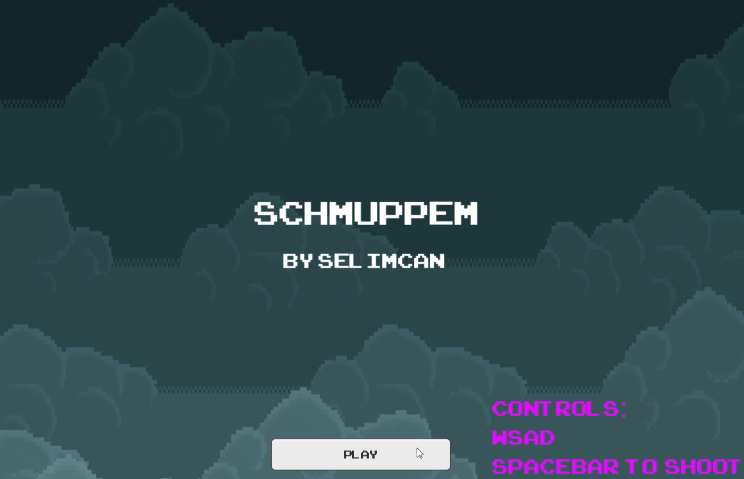 SCHMUPPEM
BY SELIMCAN
CONTROLS:
WSAD
PLAY
SPACEBAR TO SHOOT